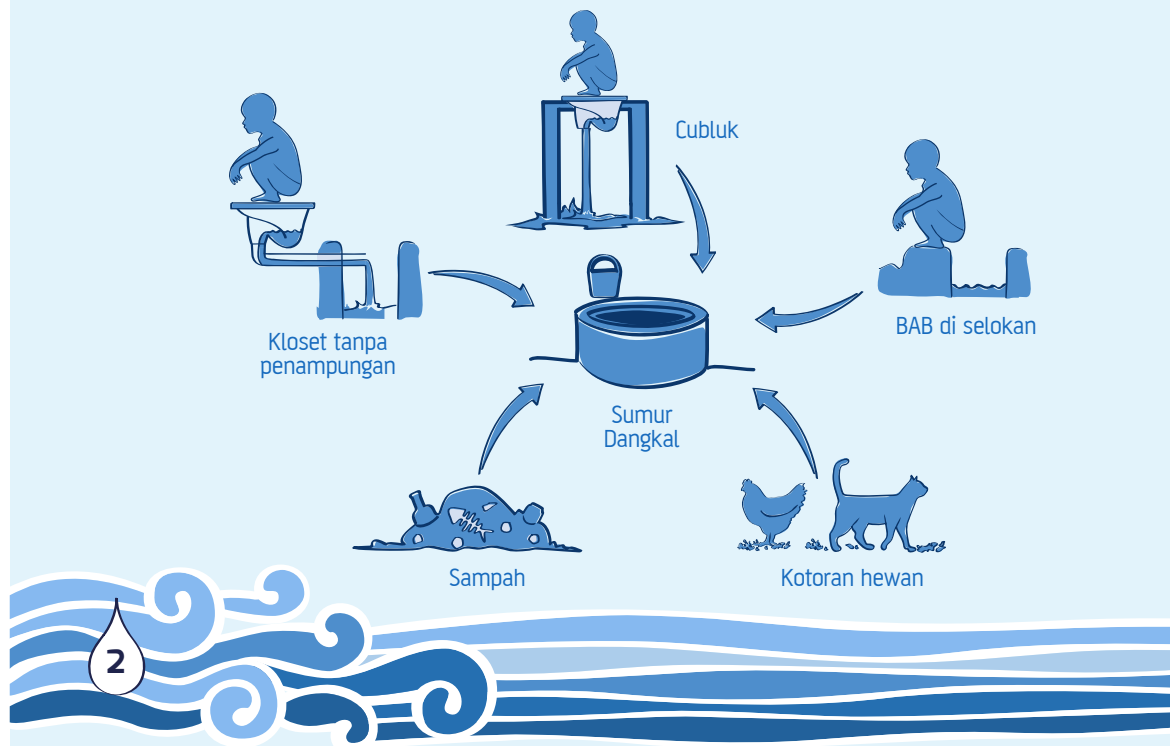 Cubluk
BAB di selokan
Kloset tanpa
penampungan
Sumur
Dangkal
Sampah
Kotoran hewan
2